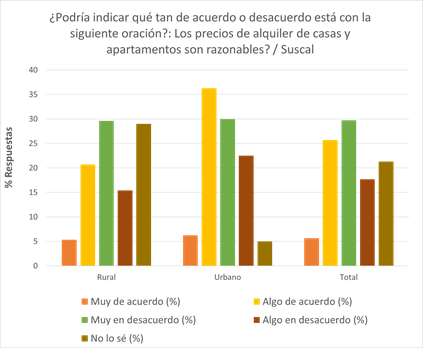 ¿Podría indicar qué tan de acuerdo o desacuerdo está con la
siguiente oración?: Los precios de alquiler de casas y
apartamentos son razonables? / Suscal
% Respuestas
40
35
30
25
20
15
10
5
0
Rural
Urbano
Total
Muy de acuerdo (%)
Algo de acuerdo (%)
Muy en desacuerdo (%)
Algo en desacuerdo (%)
No lo sé (%)